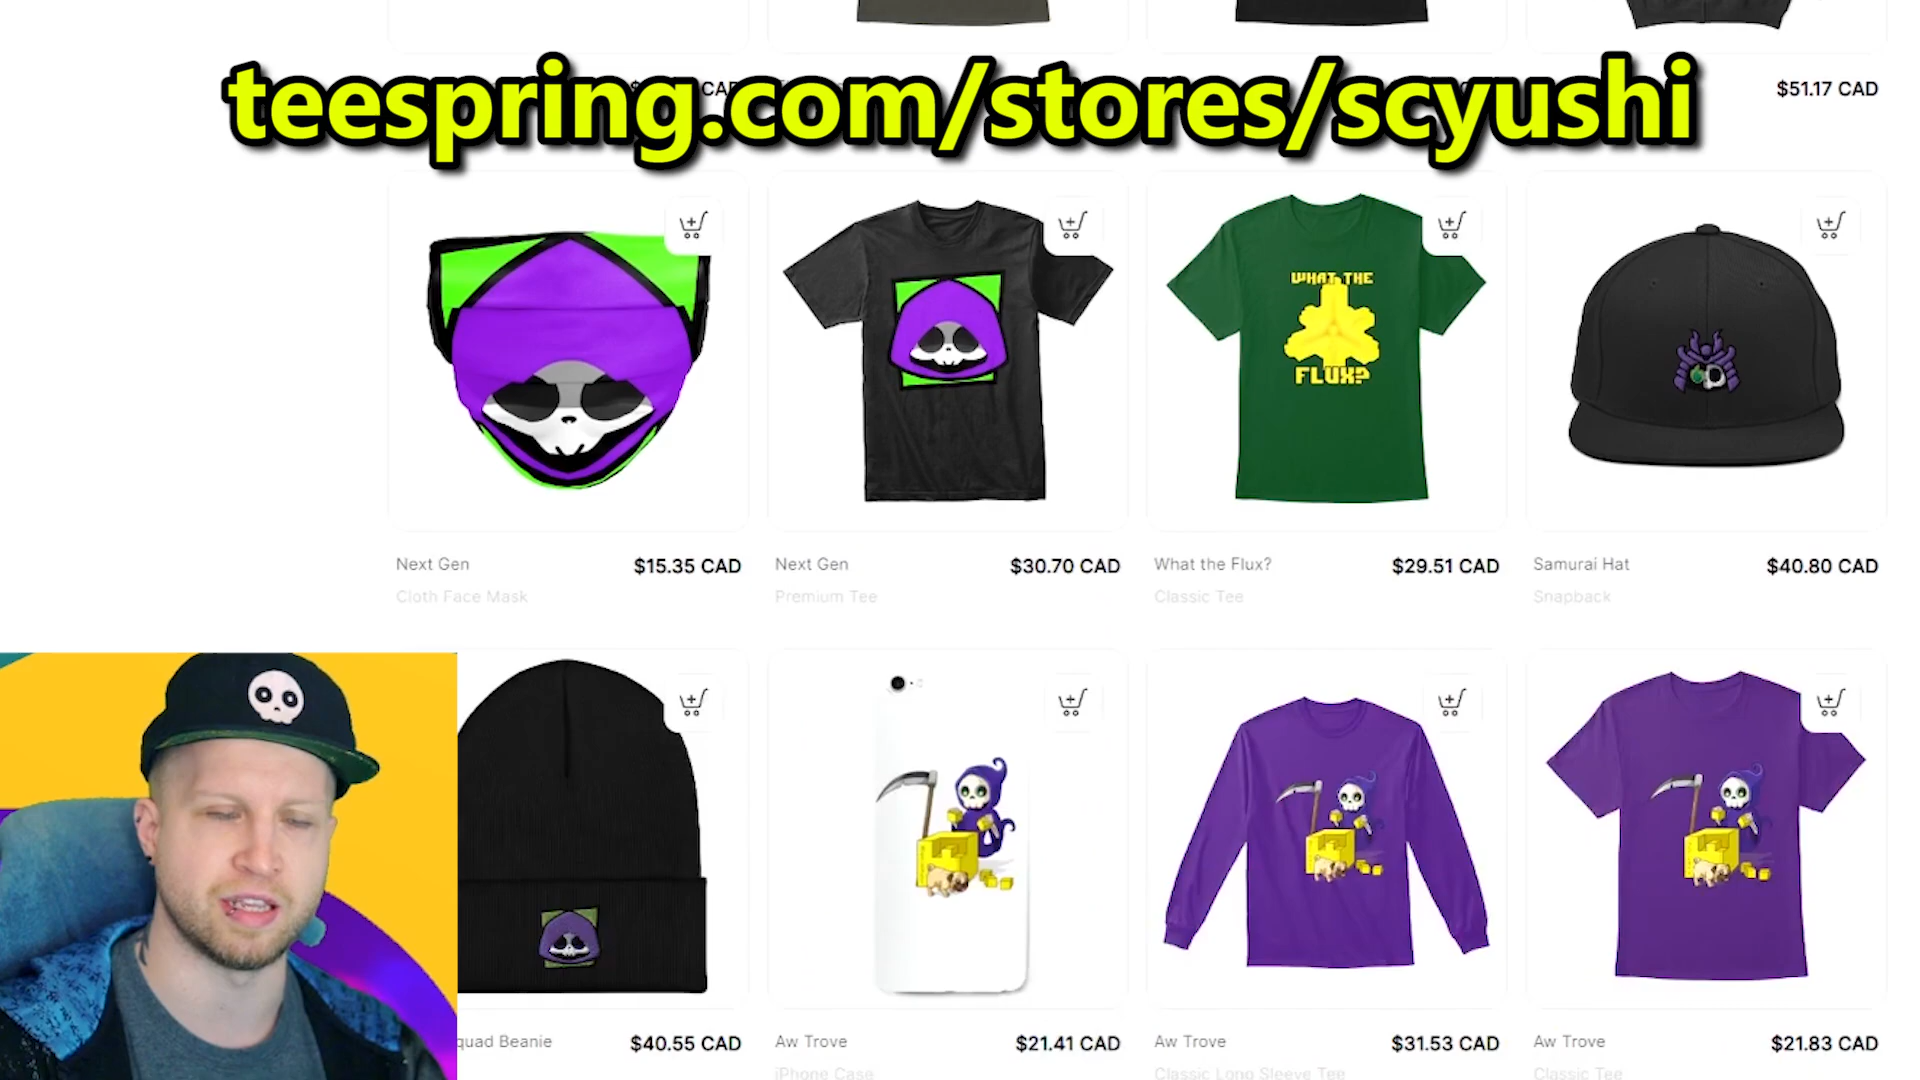 teespring.com/stores/scyushi
$51.17 CAD
WHAT THE
FLUX?
Next Gen
$15.35 CAD
Next Gen
$30.70 CAD
What the Flux?
$29.51 CAD
Samurai Hat
$40.80 CAD
Cloth Face Mask
Premium Tee
Classic Tee
Snapback
quad Beanie
$40.55 CAD
Aw Trove
$21.41 CAD
Aw Trove
$31.53 CAD
Aw Trove
$21.83 CAD
iPhone Case
Classic Long Sleeve Tee
Classic Tee